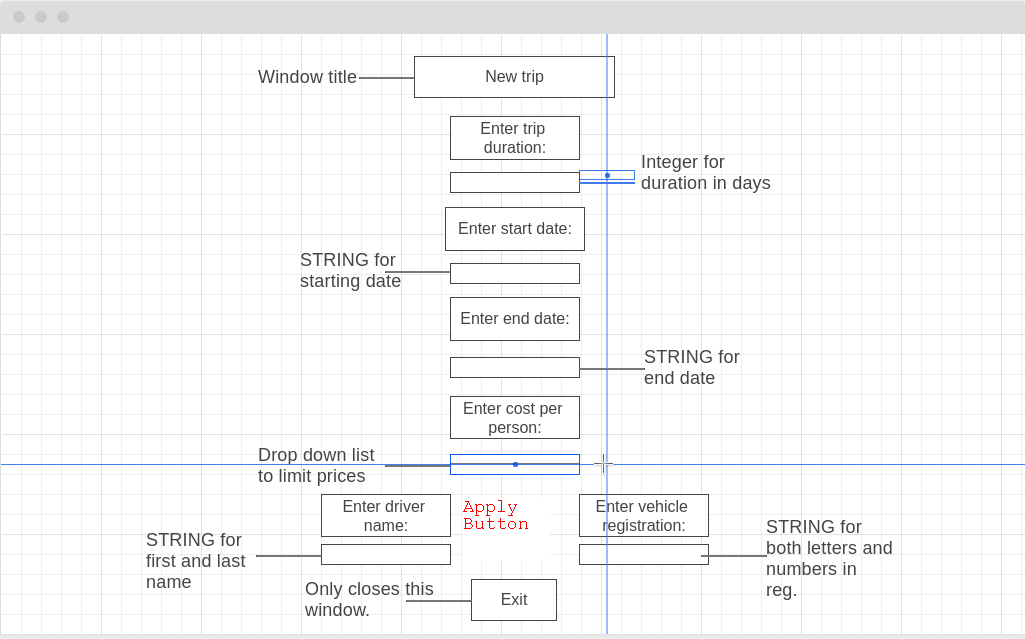 Window title
New trip
Enter trip
duration:
Integer for
duration in days
Enter start date:
STRING for
starting date
Enter end date:
STRING for
end date
Enter cost per
person:
Drop down list
to limit prices
Enter driver
name:
Apply
Button
Enter vehicle
registration:
STRING for
first and last
name
STRING for
both letters and
numbers in
reg.
Only closes this
window.
Exit